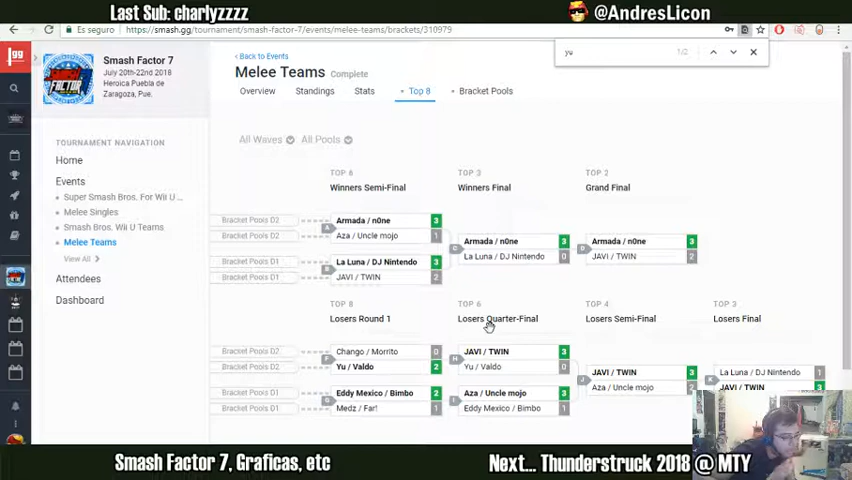 Last Sub: charlyzzzz
@AndresLicon
Es seguro https://smash.gg/tournament/smash-factor-7/events/melee-teams/brackets/310979
yu 1/2
.gg
Smash Factor 7
July 20th-22nd 2018
Heroica Puebla de
Zaragoza, Pue.
SMASH
FACTOR
‹ Back to Events
Melee Teams Complete
Overview Standings Stats • Top 8 • Bracket Pools
All Waves All Pools
TOURNAMENT NAVIGATION
Home
Events
• Super Smash Bros. For Wii U ...
• Melee Singles
• Smash Bros. Wii U Teams
• Melee Teams
View All
Attendees
Dashboard
TOP 6 TOP 3 TOP 2
Winners Semi-Final Winners Final Grand Final
Bracket Pools D2 Armada / n0ne 3
Bracket Pools D2 A Aza / Uncle mojo 1
Armada / n0ne 3
C La Luna / DJ Nintendo 0
Armada / n0ne 3
D JAVI / TWIN 2
Bracket Pools D1 La Luna / DJ Nintendo 3
Bracket Pools D1 B JAVI / TWIN 2
TOP 8 TOP 6 TOP 4 TOP 3
Losers Round 1 Losers Quarter-Final Losers Semi-Final Losers Final
Bracket Pools D2 Chango / Morrito 0
Bracket Pools D2 F Yu / Valdo 2
JAVI / TWIN 3
H Yu / Valdo 0
JAVI / TWIN 3
J Aza / Uncle mojo 2
La Luna / DJ Nintendo 1
K JAVI / TWIN 3
Bracket Pools D1 Eddy Mexico / Bimbo 2
Bracket Pools D1 G Medz / Far! 1
Aza / Uncle mojo 3
I Eddy Mexico / Bimbo 1
Smash Factor 7, Graficas, etc
Next... Thunderstruck 2018 @ MTY